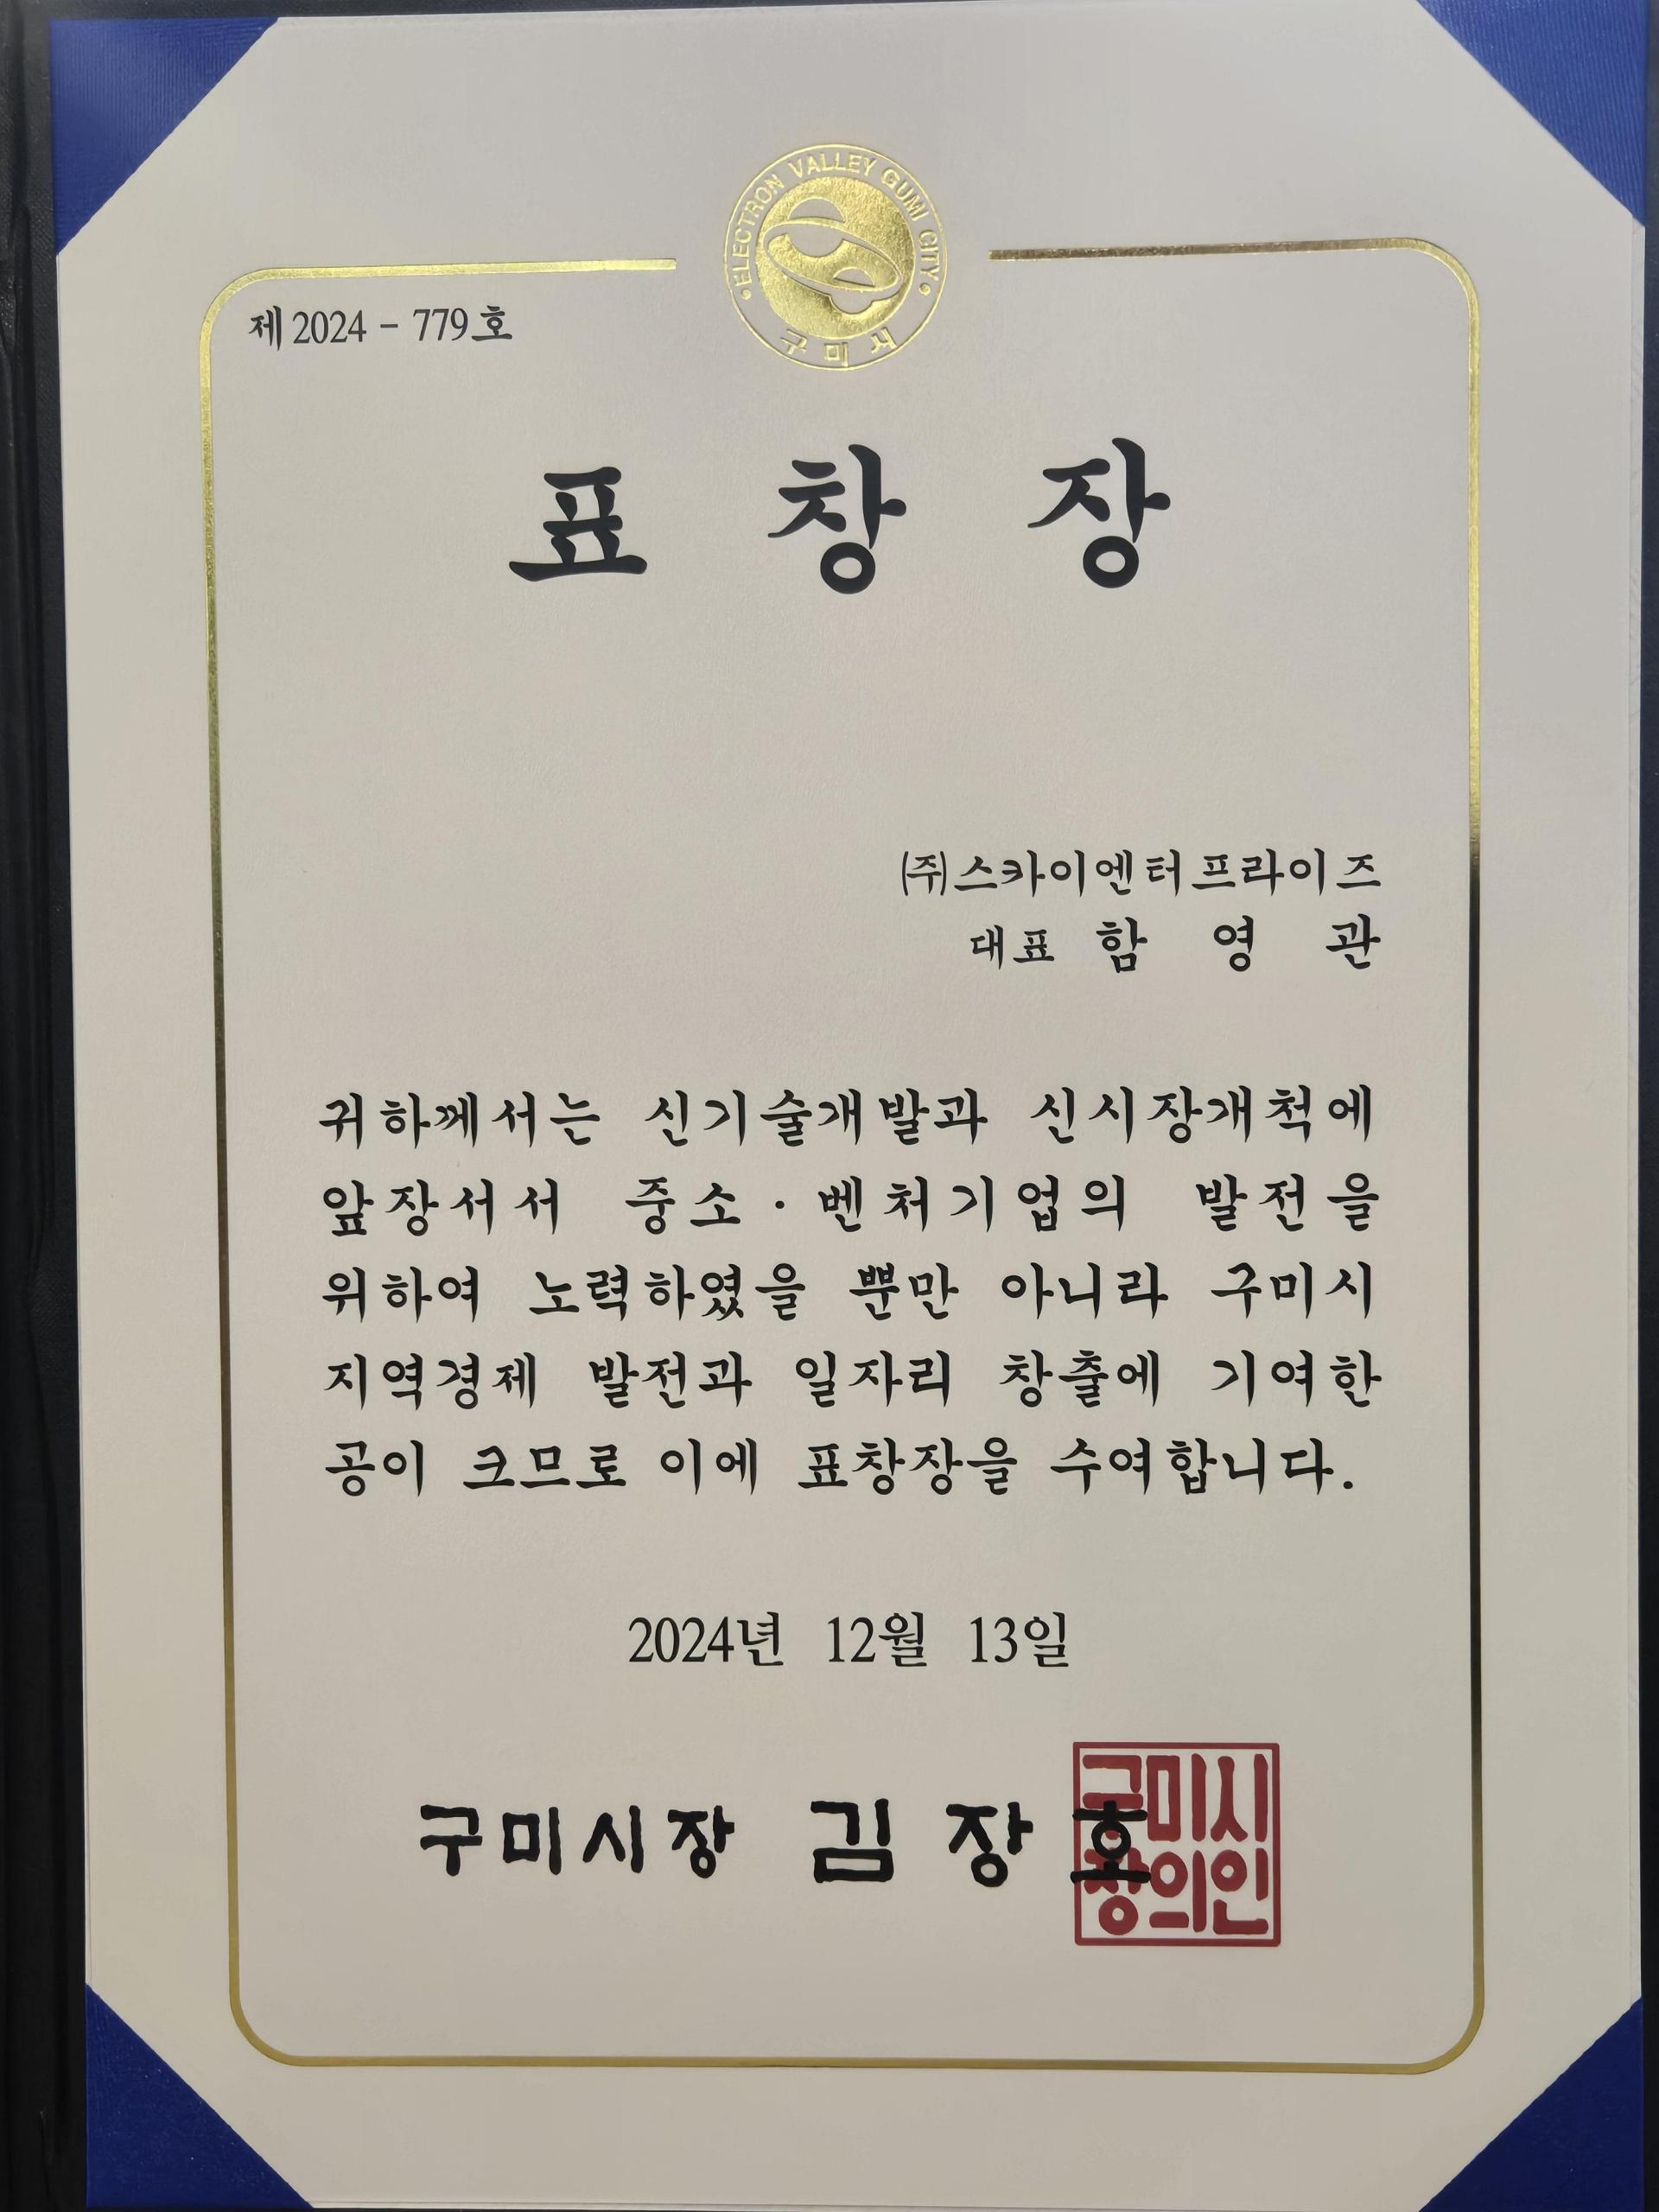 ELECTRON VALLEY GUMI CITY
구미시
제 2024 - 779 호
표 창 장
㈜스카이엔터프라이즈
대표 함 영 관
귀하께서는 신기술개발과 신시장개척에
앞장서서 중소·벤처기업의 발전을
위하여 노력하였을 뿐만 아니라 구미시
지역경제 발전과 일자리 창출에 기여한
공이 크므로 이에 표창장을 수여합니다.
2024년 12월 13일
구미시장 김 장 호
구미시
장의인